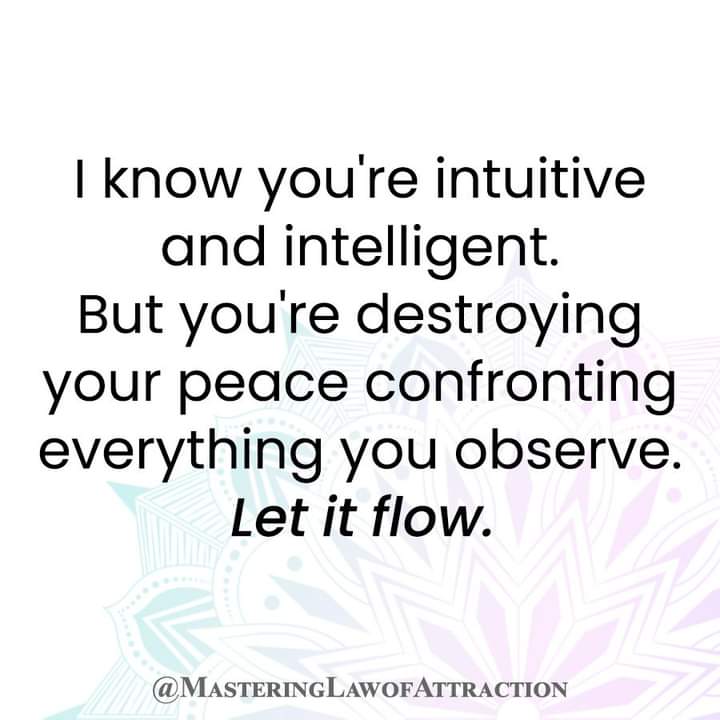 I know you're intuitive
and intelligent.
But you're destroying
your peace confronting
everything you observe.
Let it flow.
@MasteringLawofAttraction